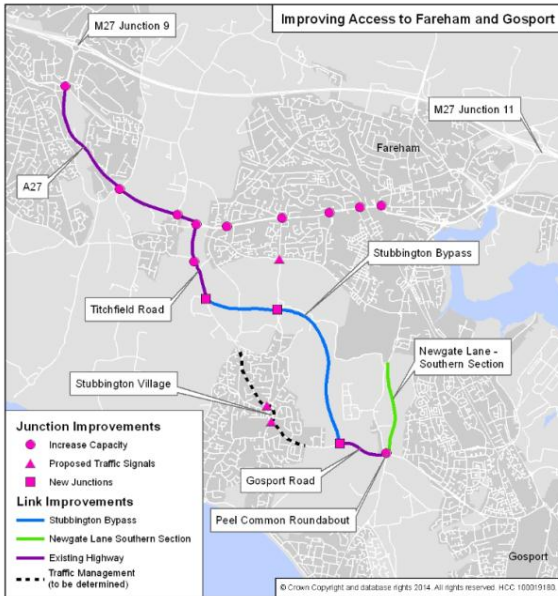 Improving Access to Fareham and Gosport
M27 Junction 9
M27 Junction 11
Fareham
A27
Stubbington Bypass
Titchfield Road
Newgate Lane -
Southern Section
Stubbington Village
Gosport Road
Peel Common Roundabout
Gosport
Junction Improvements
Increase Capacity
Proposed Traffic Signals
New Junctions
Link Improvements
Stubbington Bypass
Newgate Lane Southern Section
Existing Highway
Traffic Management
(to be determined)
© Crown Copyright and database rights 2014. All rights reserved. HCC 100019180.